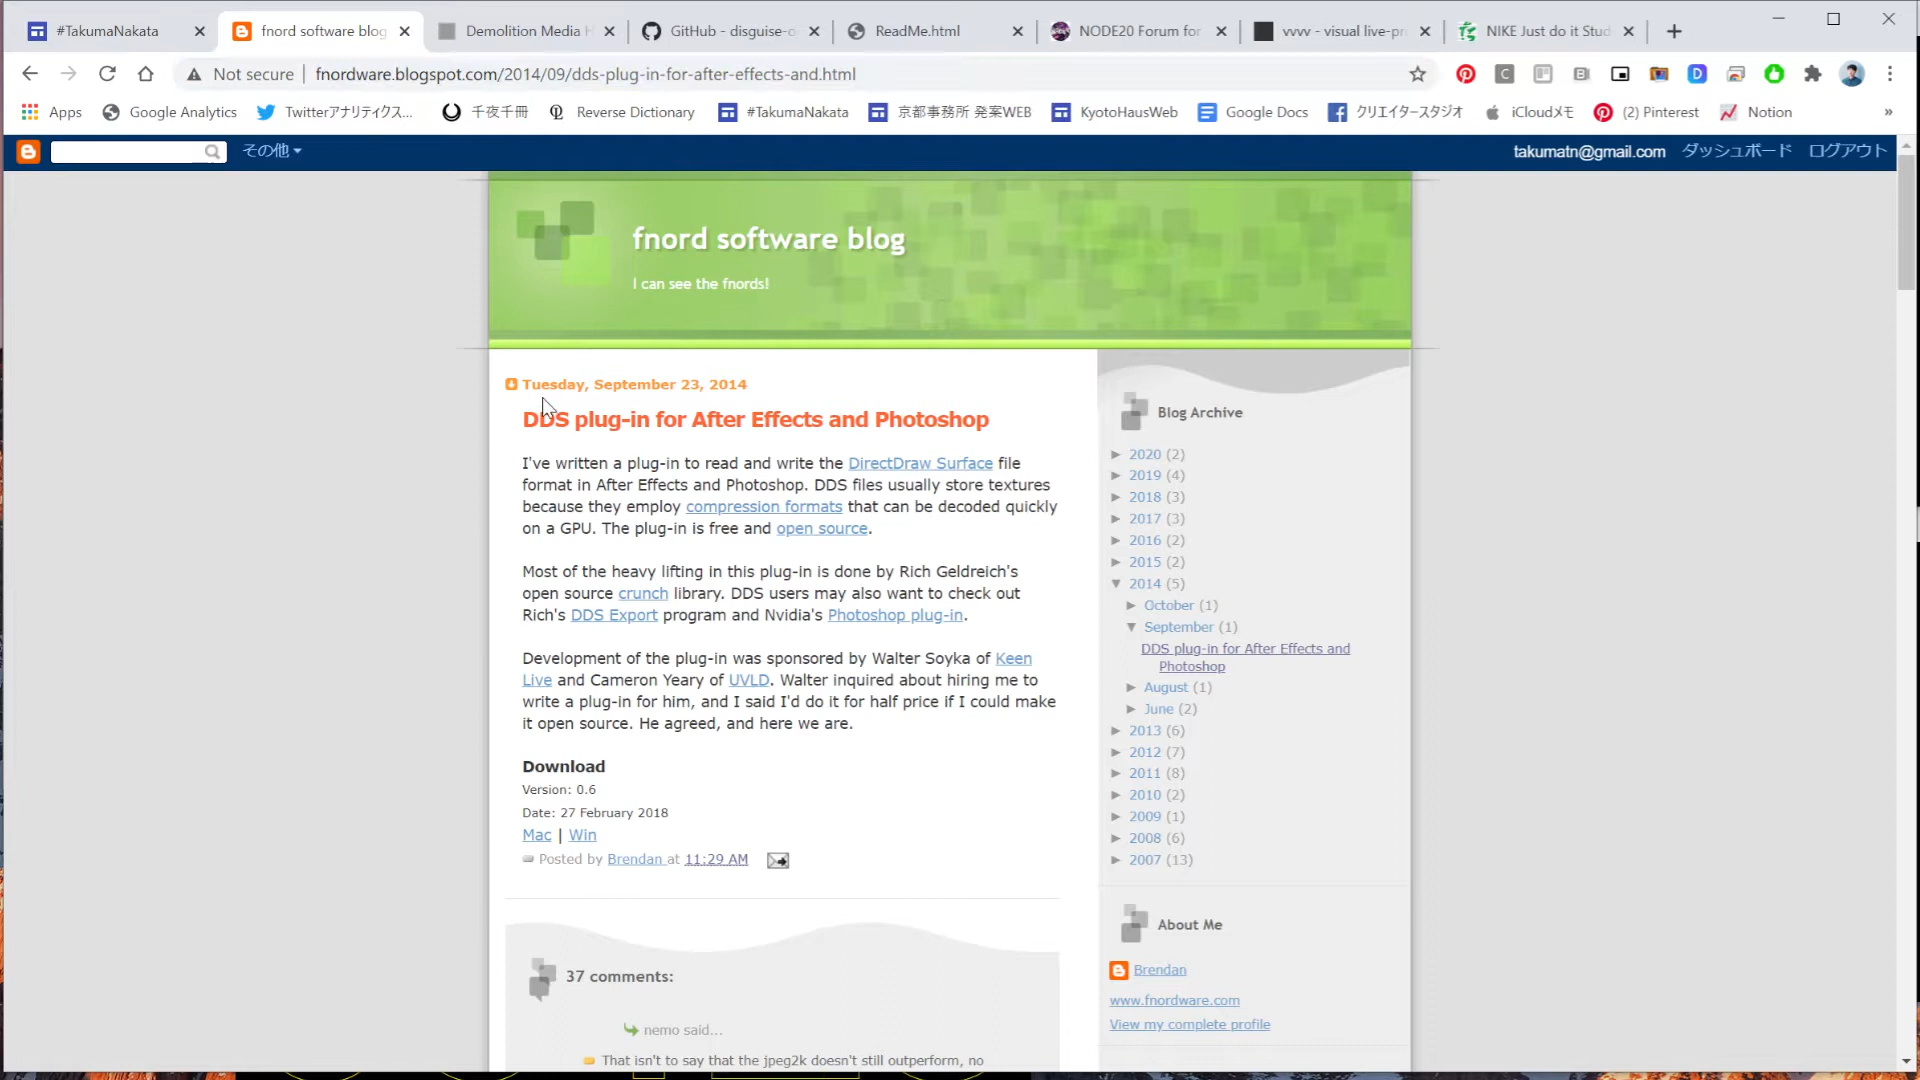 #TakumaNakata
fnord software blog
Demolition Media H
GitHub - disguise-o
ReadMe.html
NODE20 Forum for
vvvv - visual live-pr
NIKE Just do it Stud
Not secure
fnordware.blogspot.com/2014/09/dds-plug-in-for-after-effects-and.html
Apps
Google Analytics
Twitterアナリティクス...
千夜千冊
Reverse Dictionary
#TakumaNakata
京都事務所 発案WEB
KyotoHausWeb
Google Docs
クリエイタースタジオ
iCloudメモ
(2) Pinterest
Notion
»
その他
takumatn@gmail.com
ダッシュボード
ログアウト
fnord software blog
I can see the fnords!
Tuesday, September 23, 2014
DDS plug-in for After Effects and Photoshop
I've written a plug-in to read and write the DirectDraw Surface file
format in After Effects and Photoshop. DDS files usually store textures
because they employ compression formats that can be decoded quickly
on a GPU. The plug-in is free and open source.
Most of the heavy lifting in this plug-in is done by Rich Geldreich's
open source crunch library. DDS users may also want to check out
Rich's DDS Export program and Nvidia's Photoshop plug-in.
Development of the plug-in was sponsored by Walter Soyka of Keen
Live and Cameron Yeary of UVLD. Walter inquired about hiring me to
write a plug-in for him, and I said I'd do it for half price if I could make
it open source. He agreed, and here we are.
Download
Version: 0.6
Date: 27 February 2018
Mac | Win
Posted by Brendan at 11:29 AM
37 comments:
nemo said...
That isn't to say that the jpeg2k doesn't still outperform, no
Blog Archive
► 2020 (2)
► 2019 (4)
► 2018 (3)
► 2017 (3)
► 2016 (2)
► 2015 (2)
▼ 2014 (5)
► October (1)
▼ September (1)
DDS plug-in for After Effects and
Photoshop
► August (1)
► June (2)
► 2013 (6)
► 2012 (7)
► 2011 (8)
► 2010 (2)
► 2009 (1)
► 2008 (6)
► 2007 (13)
About Me
Brendan
www.fnordware.com
View my complete profile